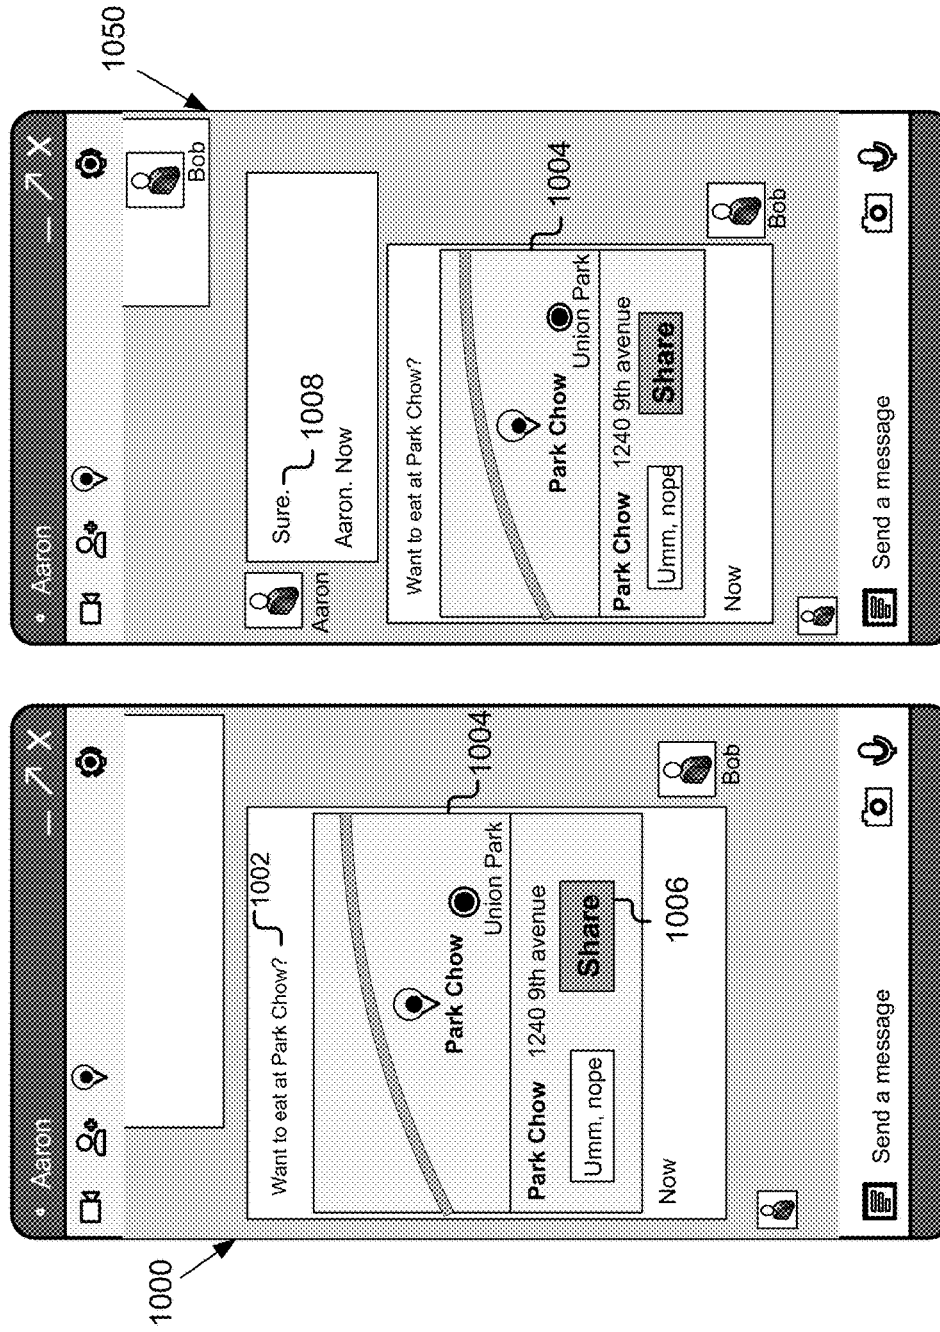 1000
Aaron
Want to eat at Park Chow?
1002
1004
Park Chow
Union Park
Park Chow 1240 9th avenue
Umm, nope
Share
1006
Now
Bob
Send a message
1050
Aaron
Bob
Sure.
1008
Aaron. Now
Aaron
Want to eat at Park Chow?
1004
Park Chow
Union Park
Park Chow 1240 9th avenue
Umm, nope
Share
Now
Bob
Send a message